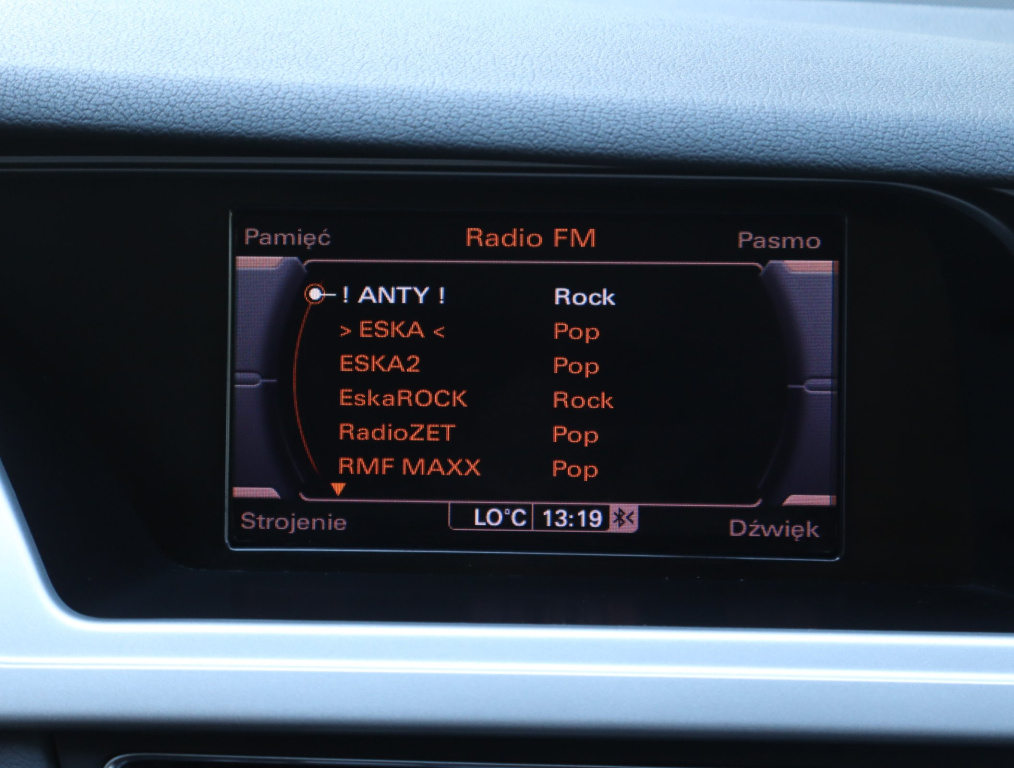 Pamięć Radio FM Pasmo
! ANTY ! Rock
> ESKA < Pop
ESKA2 Pop
EskaROCK Rock
RadioZET Pop
RMF MAXX Pop
Strojenie LO°C 13:19 Dźwięk